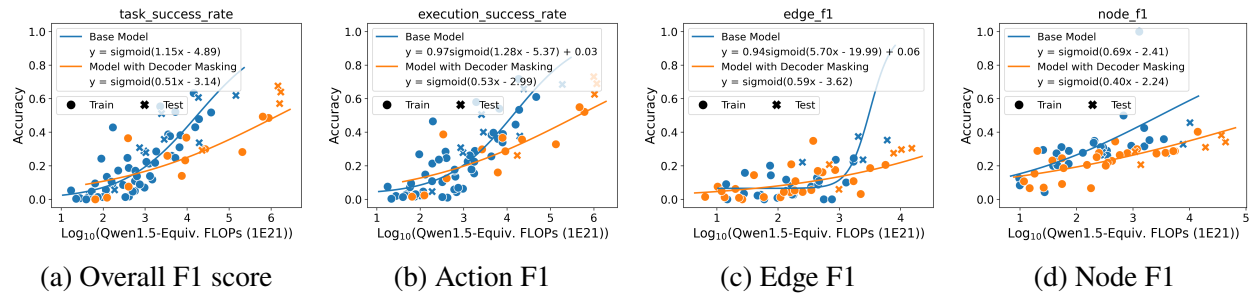 task_success_rate
1.0
0.8
0.6
0.4
0.2
0.0
Accuracy
Base Model
y = sigmoid(1.15x - 4.89)
Model with Decoder Masking
y = sigmoid(0.51x - 3.14)
Train
Test
1 2 3 4 5 6
Log10(Qwen1.5-Equiv. FLOPs (1E21))
(a) Overall F1 score
execution_success_rate
1.0
0.8
0.6
0.4
0.2
0.0
Accuracy
Base Model
y = 0.97sigmoid(1.28x - 5.37) + 0.03
Model with Decoder Masking
y = sigmoid(0.53x - 2.99)
Train
Test
1 2 3 4 5 6
Log10(Qwen1.5-Equiv. FLOPs (1E21))
(b) Action F1
edge_f1
1.0
0.8
0.6
0.4
0.2
0.0
Accuracy
Base Model
y = 0.94sigmoid(5.70x - 19.99) + 0.06
Model with Decoder Masking
y = sigmoid(0.59x - 3.62)
Train
Test
1 2 3 4
Log10(Qwen1.5-Equiv. FLOPs (1E21))
(c) Edge F1
node_f1
1.0
0.8
0.6
0.4
0.2
0.0
Accuracy
Base Model
y = sigmoid(0.69x - 2.41)
Model with Decoder Masking
y = sigmoid(0.40x - 2.24)
Train
Test
1 2 3 4 5
Log10(Qwen1.5-Equiv. FLOPs (1E21))
(d) Node F1